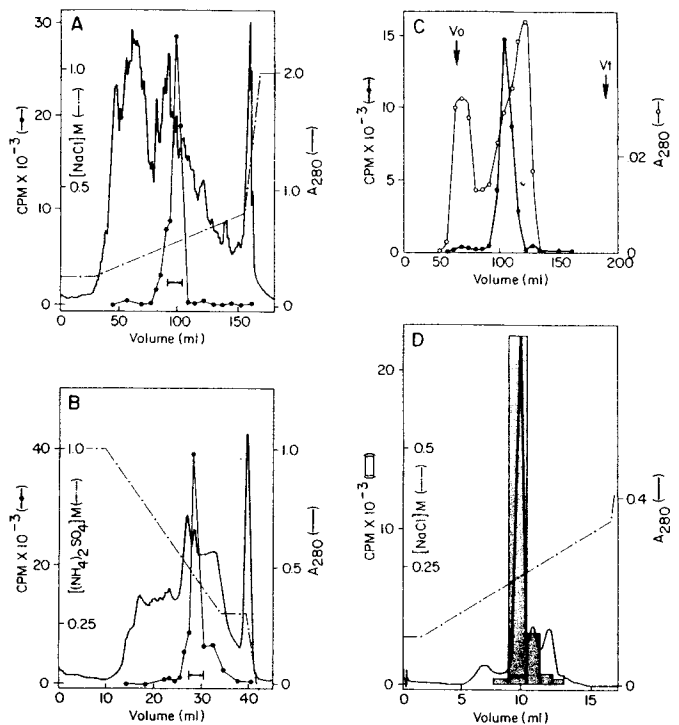 A
CPM X 10⁻³ (●)
30
20
10
0
1.0
[NaCl] M (—·—)
0.5
2.0
1.0
0
A280 (—)
0
50
100
150
Volume (ml)
B
CPM X 10⁻³ (●)
40
20
0
1.0
[(NH4)2 SO4] M (—·—)
0.25
1.0
0.5
0
A280 (—)
0
10
20
30
40
Volume (ml)
C
Vo
Vt
CPM X 10⁻³ (●)
15
10
5
0
02
0
A280 (○)
0
50
100
150
200
Volume (ml)
D
CPM X 10⁻³
20
10
0
0.5
[NaCl] M (—·—)
0.25
0.4
0
A280 (—)
0
5
10
15
Volume (ml)